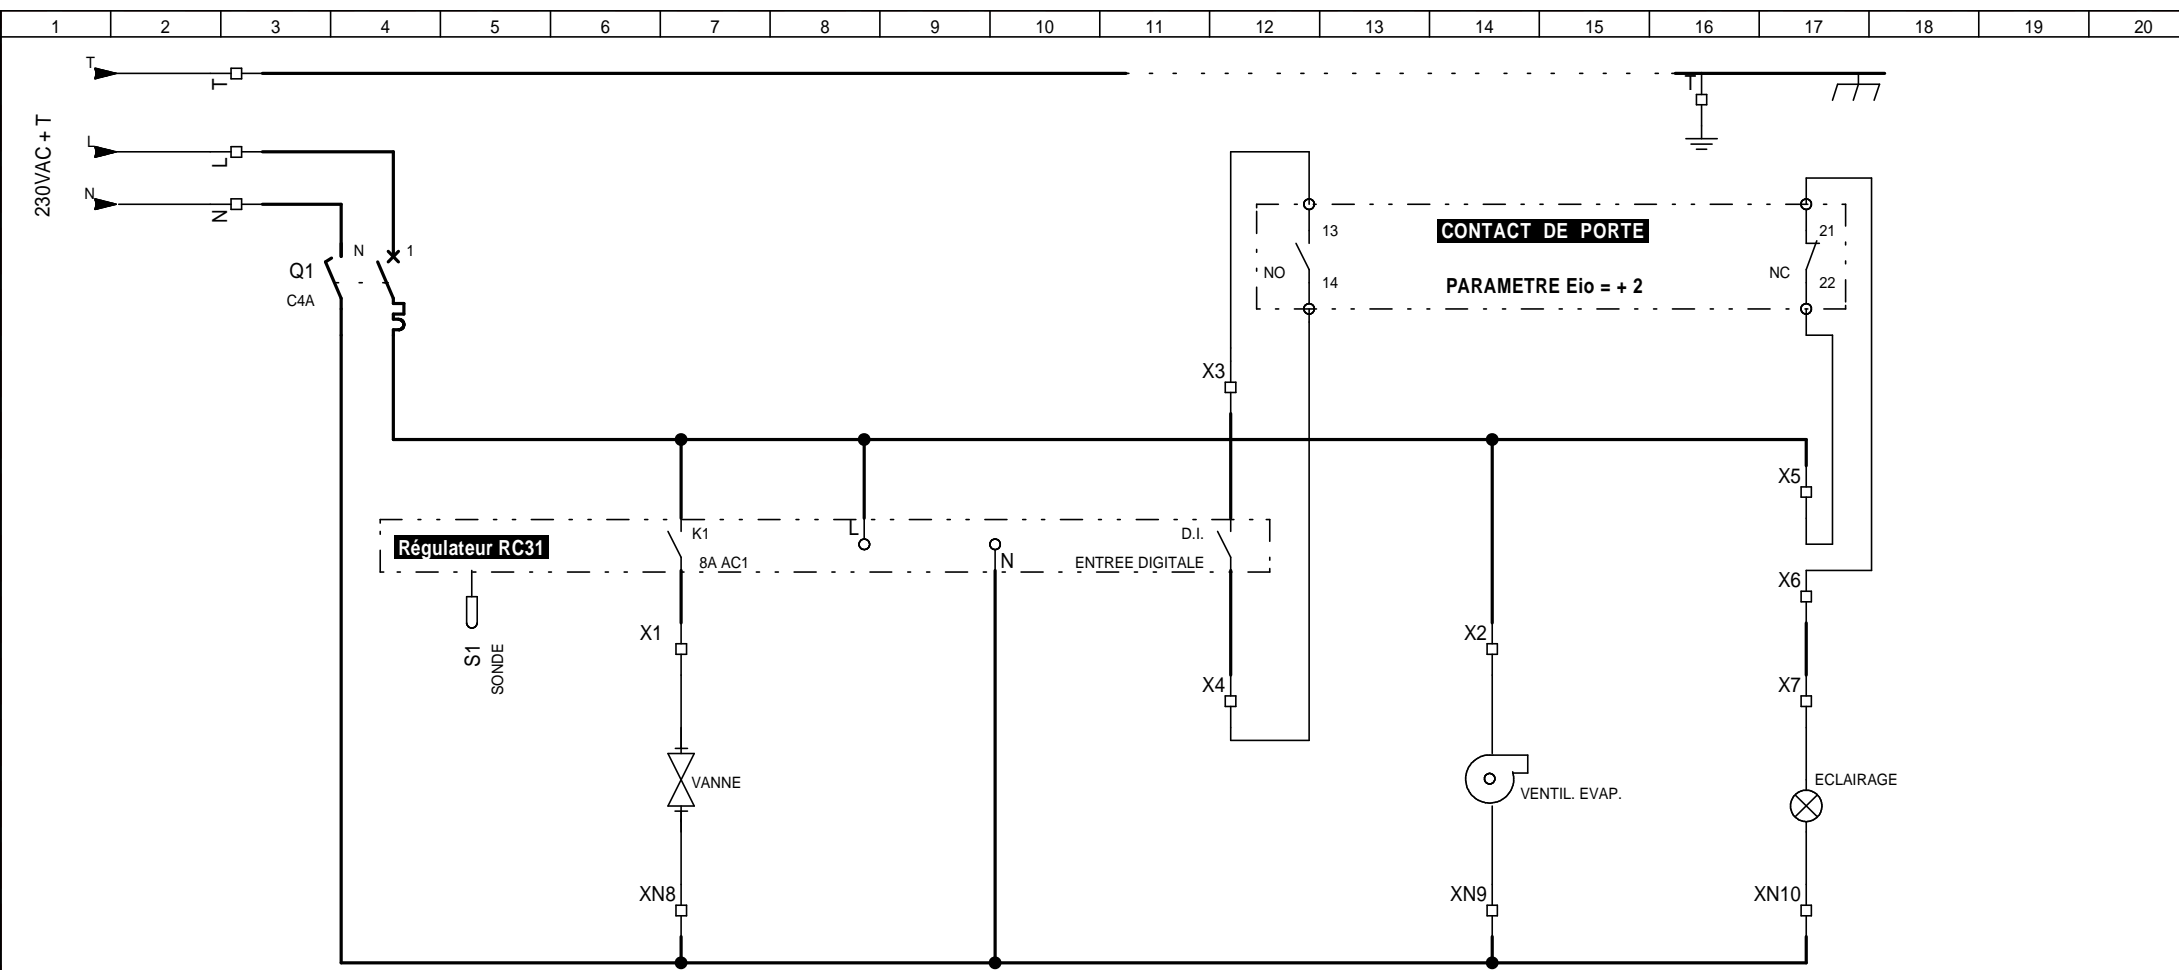 1 2 3 4 5 6 7 8 9 10 11 12 13 14 15 16 17 18 19 20
T T T
230VAC + T
L L
N N
Q1 N 1
C4A
13 CONTACT DE PORTE 21
NO NC
14 PARAMETRE Eio = + 2 22
X3
X5
Régulateur RC31 K1 L D.I.
8A AC1 N ENTREE DIGITALE
X6
S1 SONDE
X1 X2
X4 X7
VANNE VENTIL. EVAP. ECLAIRAGE
XN8 XN9 XN10